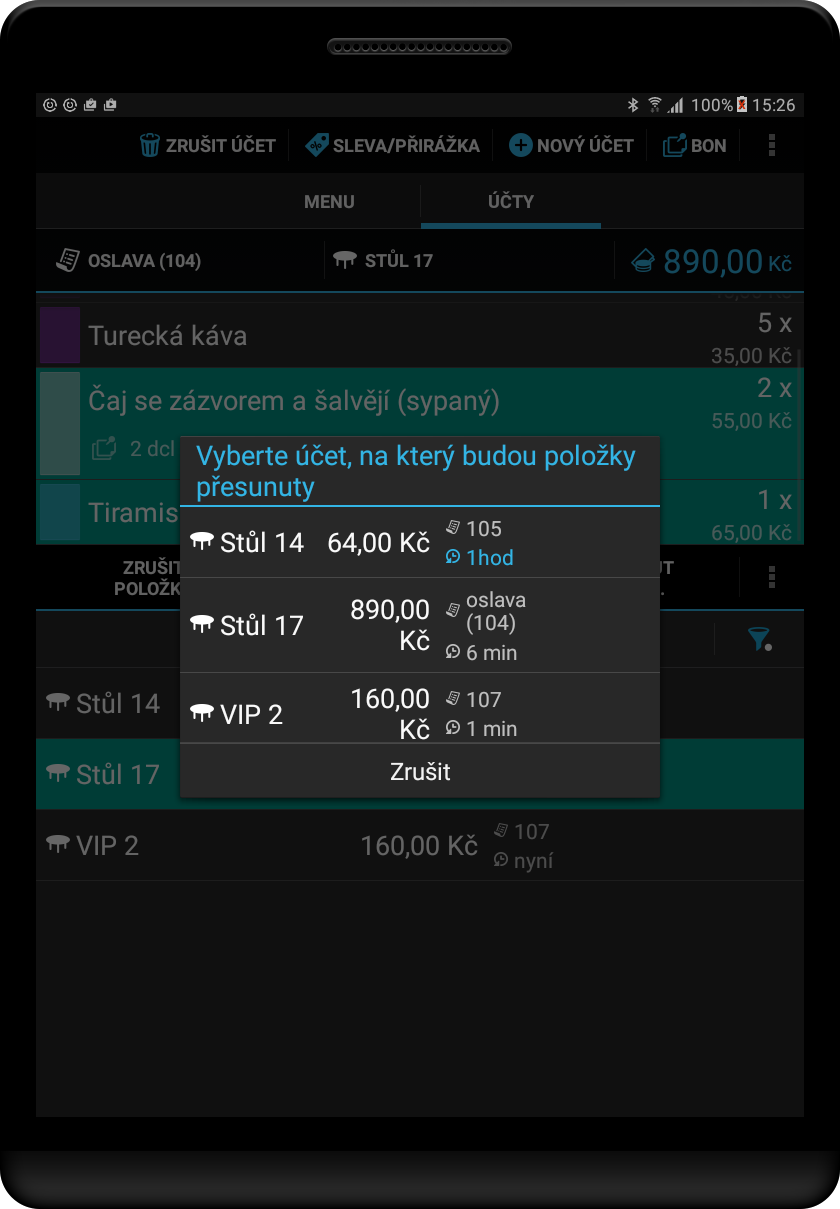 100% 15:26
ZRUŠIT ÚČET SLEVA/PŘIRÁŽKA NOVÝ ÚČET BON
MENU ÚČTY
OSLAVA (104) STŮL 17 890,00 Kč
Turecká káva 5 x
35,00 Kč
Čaj se zázvorem a šalvějí (sypaný) 2 x
55,00 Kč
2 dcl
Vyberte účet, na který budou položky
přesunuty
Tiramis 1 x
65,00 Kč
Stůl 14 64,00 Kč 105
1hod
ZRUŠIT
POLOŽK
Stůl 17 890,00 Kč oslava
(104)
6 min
VIP 2 160,00 Kč 107
1 min
Zrušit
Stůl 14
Stůl 17
VIP 2 160,00 Kč 107
nyní